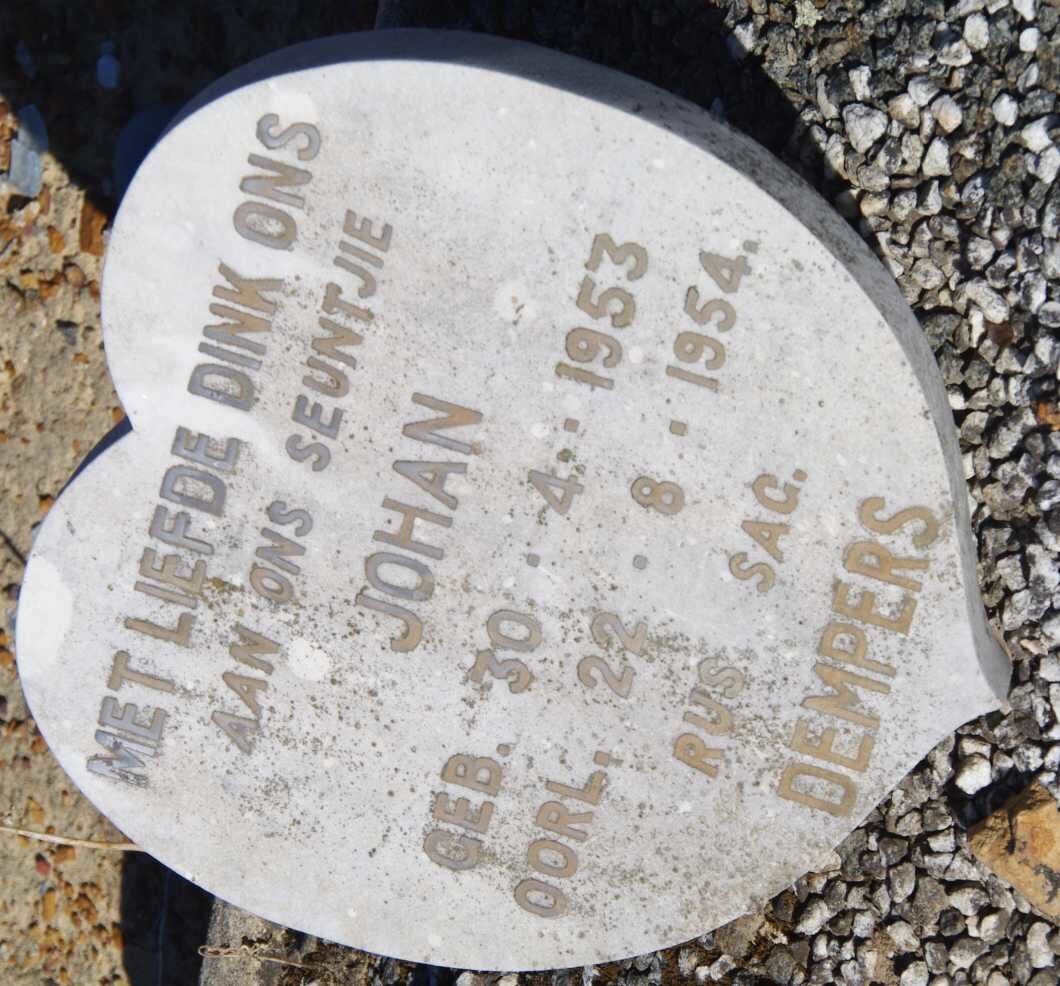 MET LIEFDE DINK ONS
AAN ONS SEUNTJIE
JOHAN
GEB. 30 . 4 . 1953
OORL. 22 . 8 . 1954.
RUS SAG.
DEMPERS